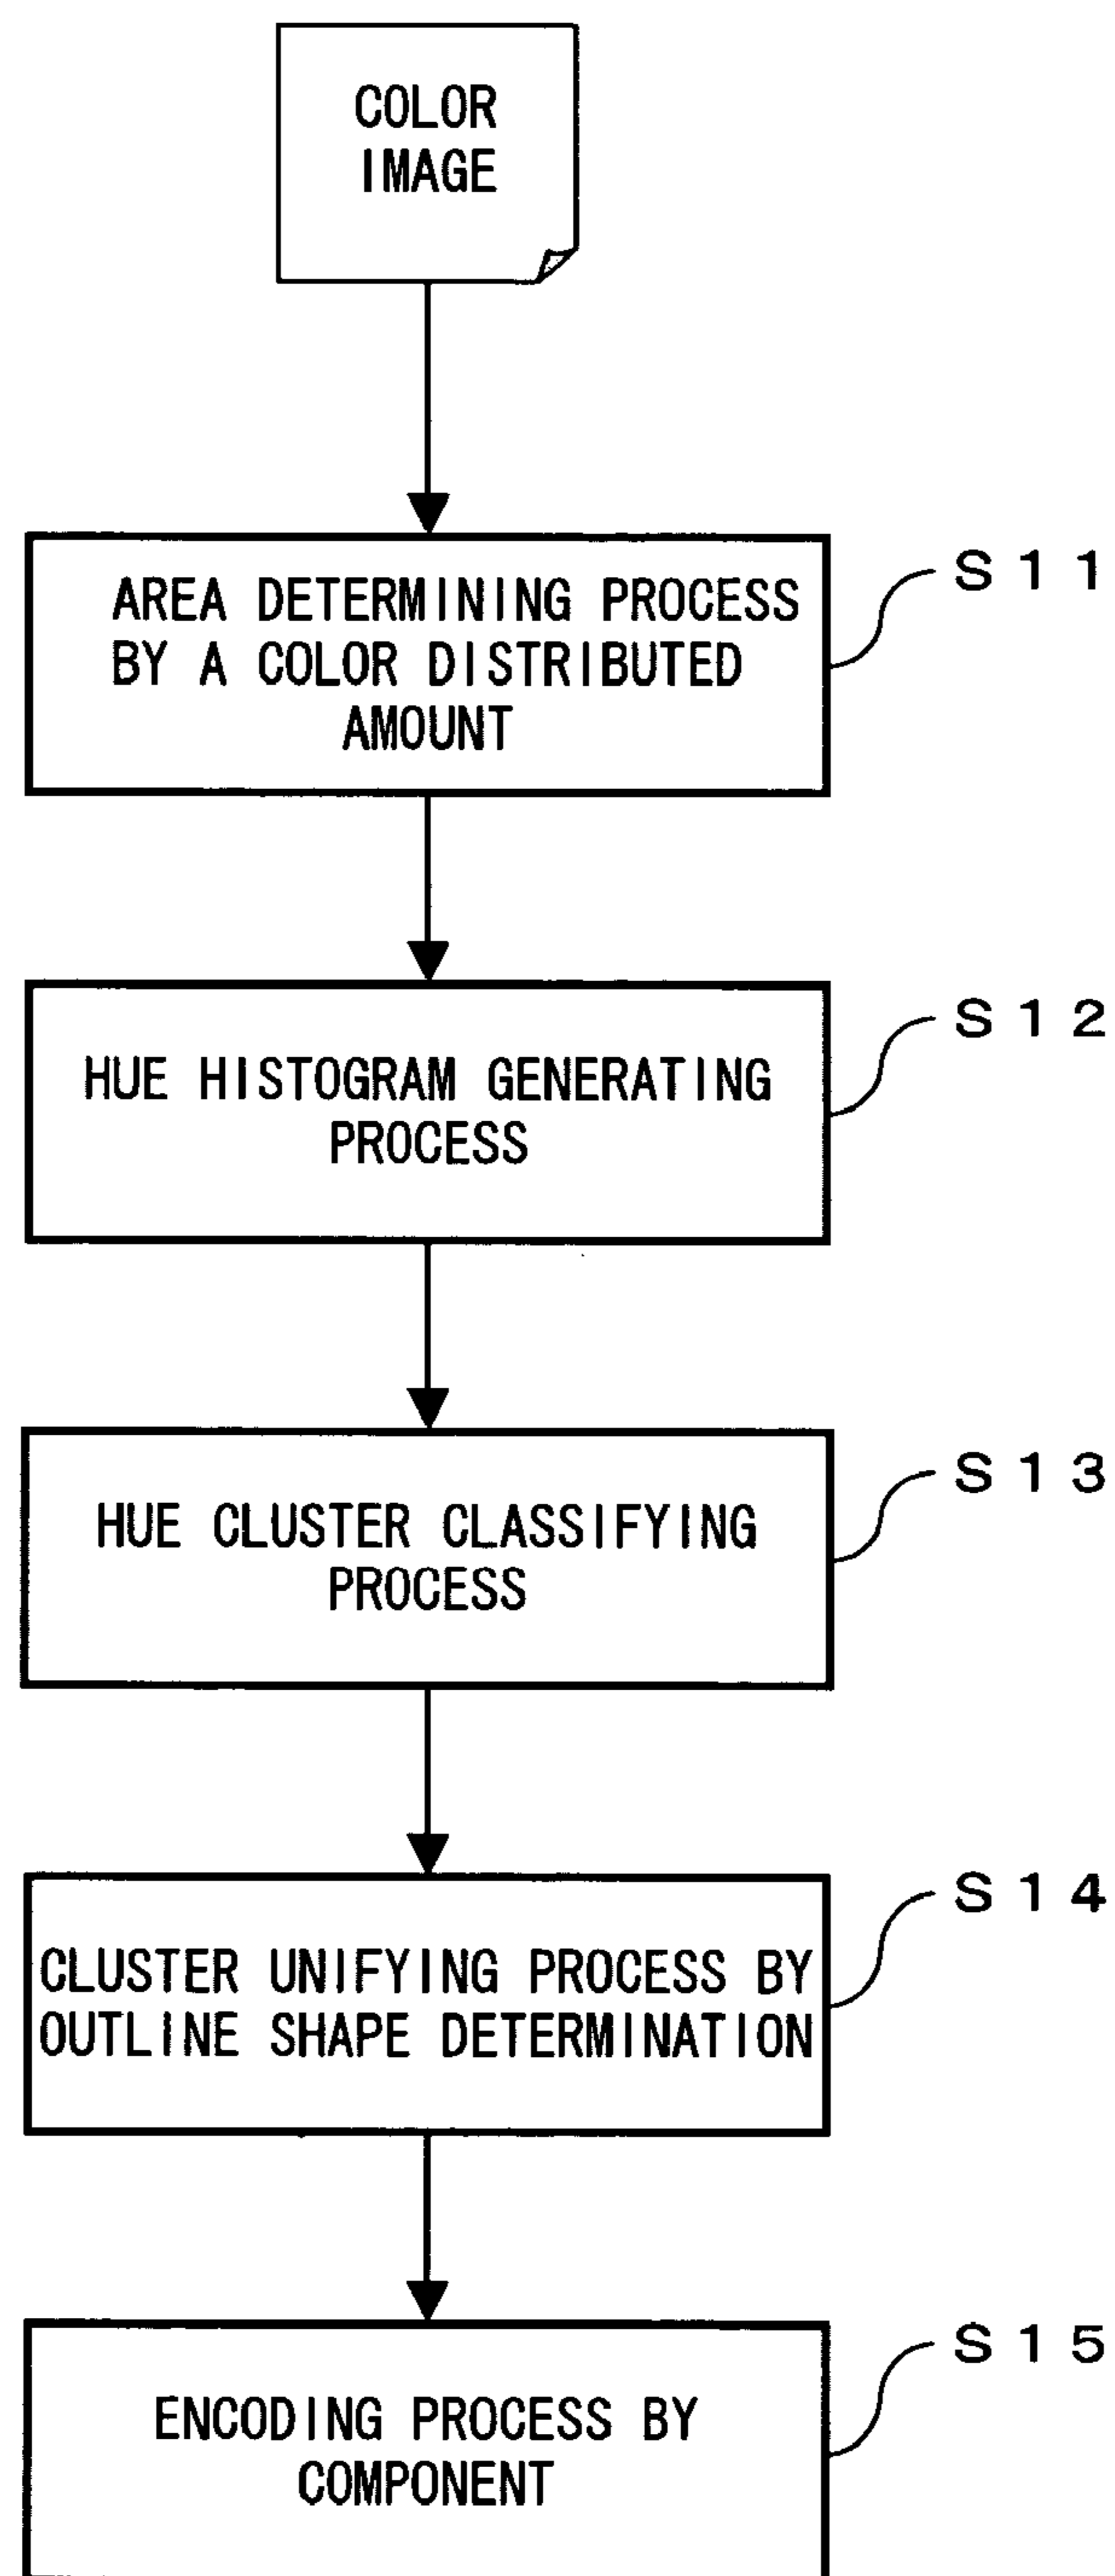 COLOR
IMAGE
AREA DETERMINING PROCESS
BY A COLOR DISTRIBUTED
AMOUNT
S11
HUE HISTOGRAM GENERATING
PROCESS
S12
HUE CLUSTER CLASSIFYING
PROCESS
S13
CLUSTER UNIFYING PROCESS BY
OUTLINE SHAPE DETERMINATION
S14
ENCODING PROCESS BY
COMPONENT
S15